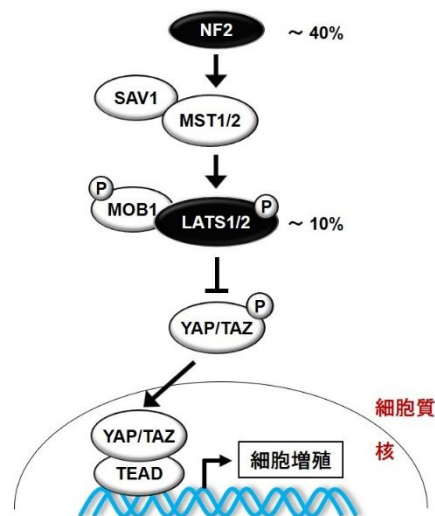 NF2 ~ 40%
SAV1
MST1/2
P
MOB1
LATS1/2
P
~ 10%
P
YAP/TAZ
細胞質
核
YAP/TAZ
TEAD
細胞増殖